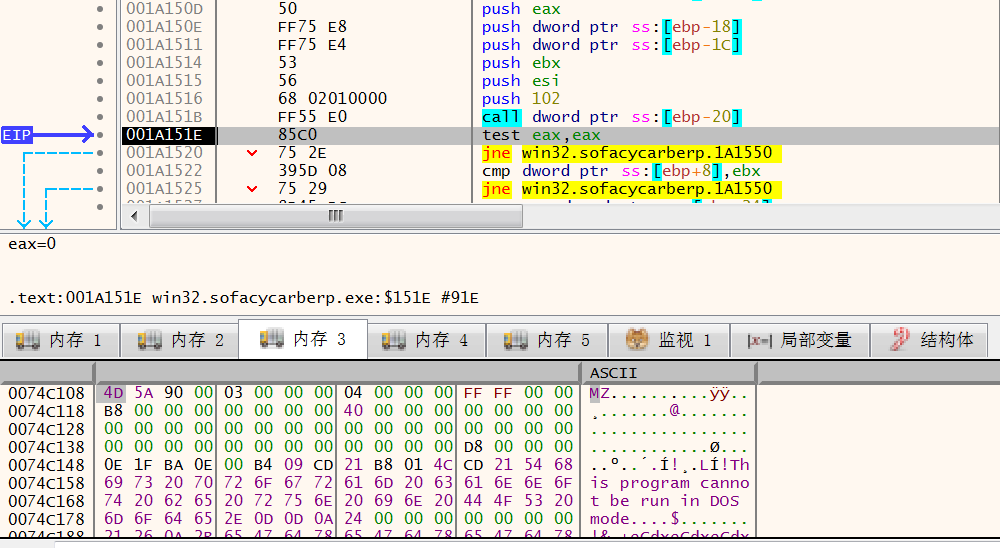 001A150D 50 push eax
001A150E FF75 E8 push dword ptr ss:[ebp-18]
001A1511 FF75 E4 push dword ptr ss:[ebp-1C]
001A1514 53 push ebx
001A1515 56 push esi
001A1516 68 02010000 push 102
001A151B FF55 E0 call dword ptr ss:[ebp-20]
EIP 001A151E 85C0 test eax,eax
001A1520 75 2E jne win32.sofacycarberp.1A1550
001A1522 395D 08 cmp dword ptr ss:[ebp+8],ebx
001A1525 75 29 jne win32.sofacycarberp.1A1550
eax=0
.text:001A151E win32.sofacycarberp.exe:$151E #91E
内存 1 内存 2 内存 3 内存 4 内存 5 监视 1 |x=| 局部变量 结构体
ASCII
0074C108 4D 5A 90 00 03 00 00 00 04 00 00 00 FF FF 00 00 MZ..........ÿÿ..
0074C118 B8 00 00 00 00 00 00 00 40 00 00 00 00 00 00 00 ¸.......@.......
0074C128 00 00 00 00 00 00 00 00 00 00 00 00 00 00 00 00 ................
0074C138 00 00 00 00 00 00 00 00 00 00 00 00 D8 00 00 00 ............Ø...
0074C148 0E 1F BA 0E 00 B4 09 CD 21 B8 01 4C CD 21 54 68 ..º..´.Í!¸.LÍ!Th
0074C158 69 73 20 70 72 6F 67 72 61 6D 20 63 61 6E 6E 6F is program canno
0074C168 74 20 62 65 20 72 75 6E 20 69 6E 20 44 4F 53 20 t be run in DOS
0074C178 6D 6F 64 65 2E 0D 0D 0A 24 00 00 00 00 00 00 00 mode....$.......